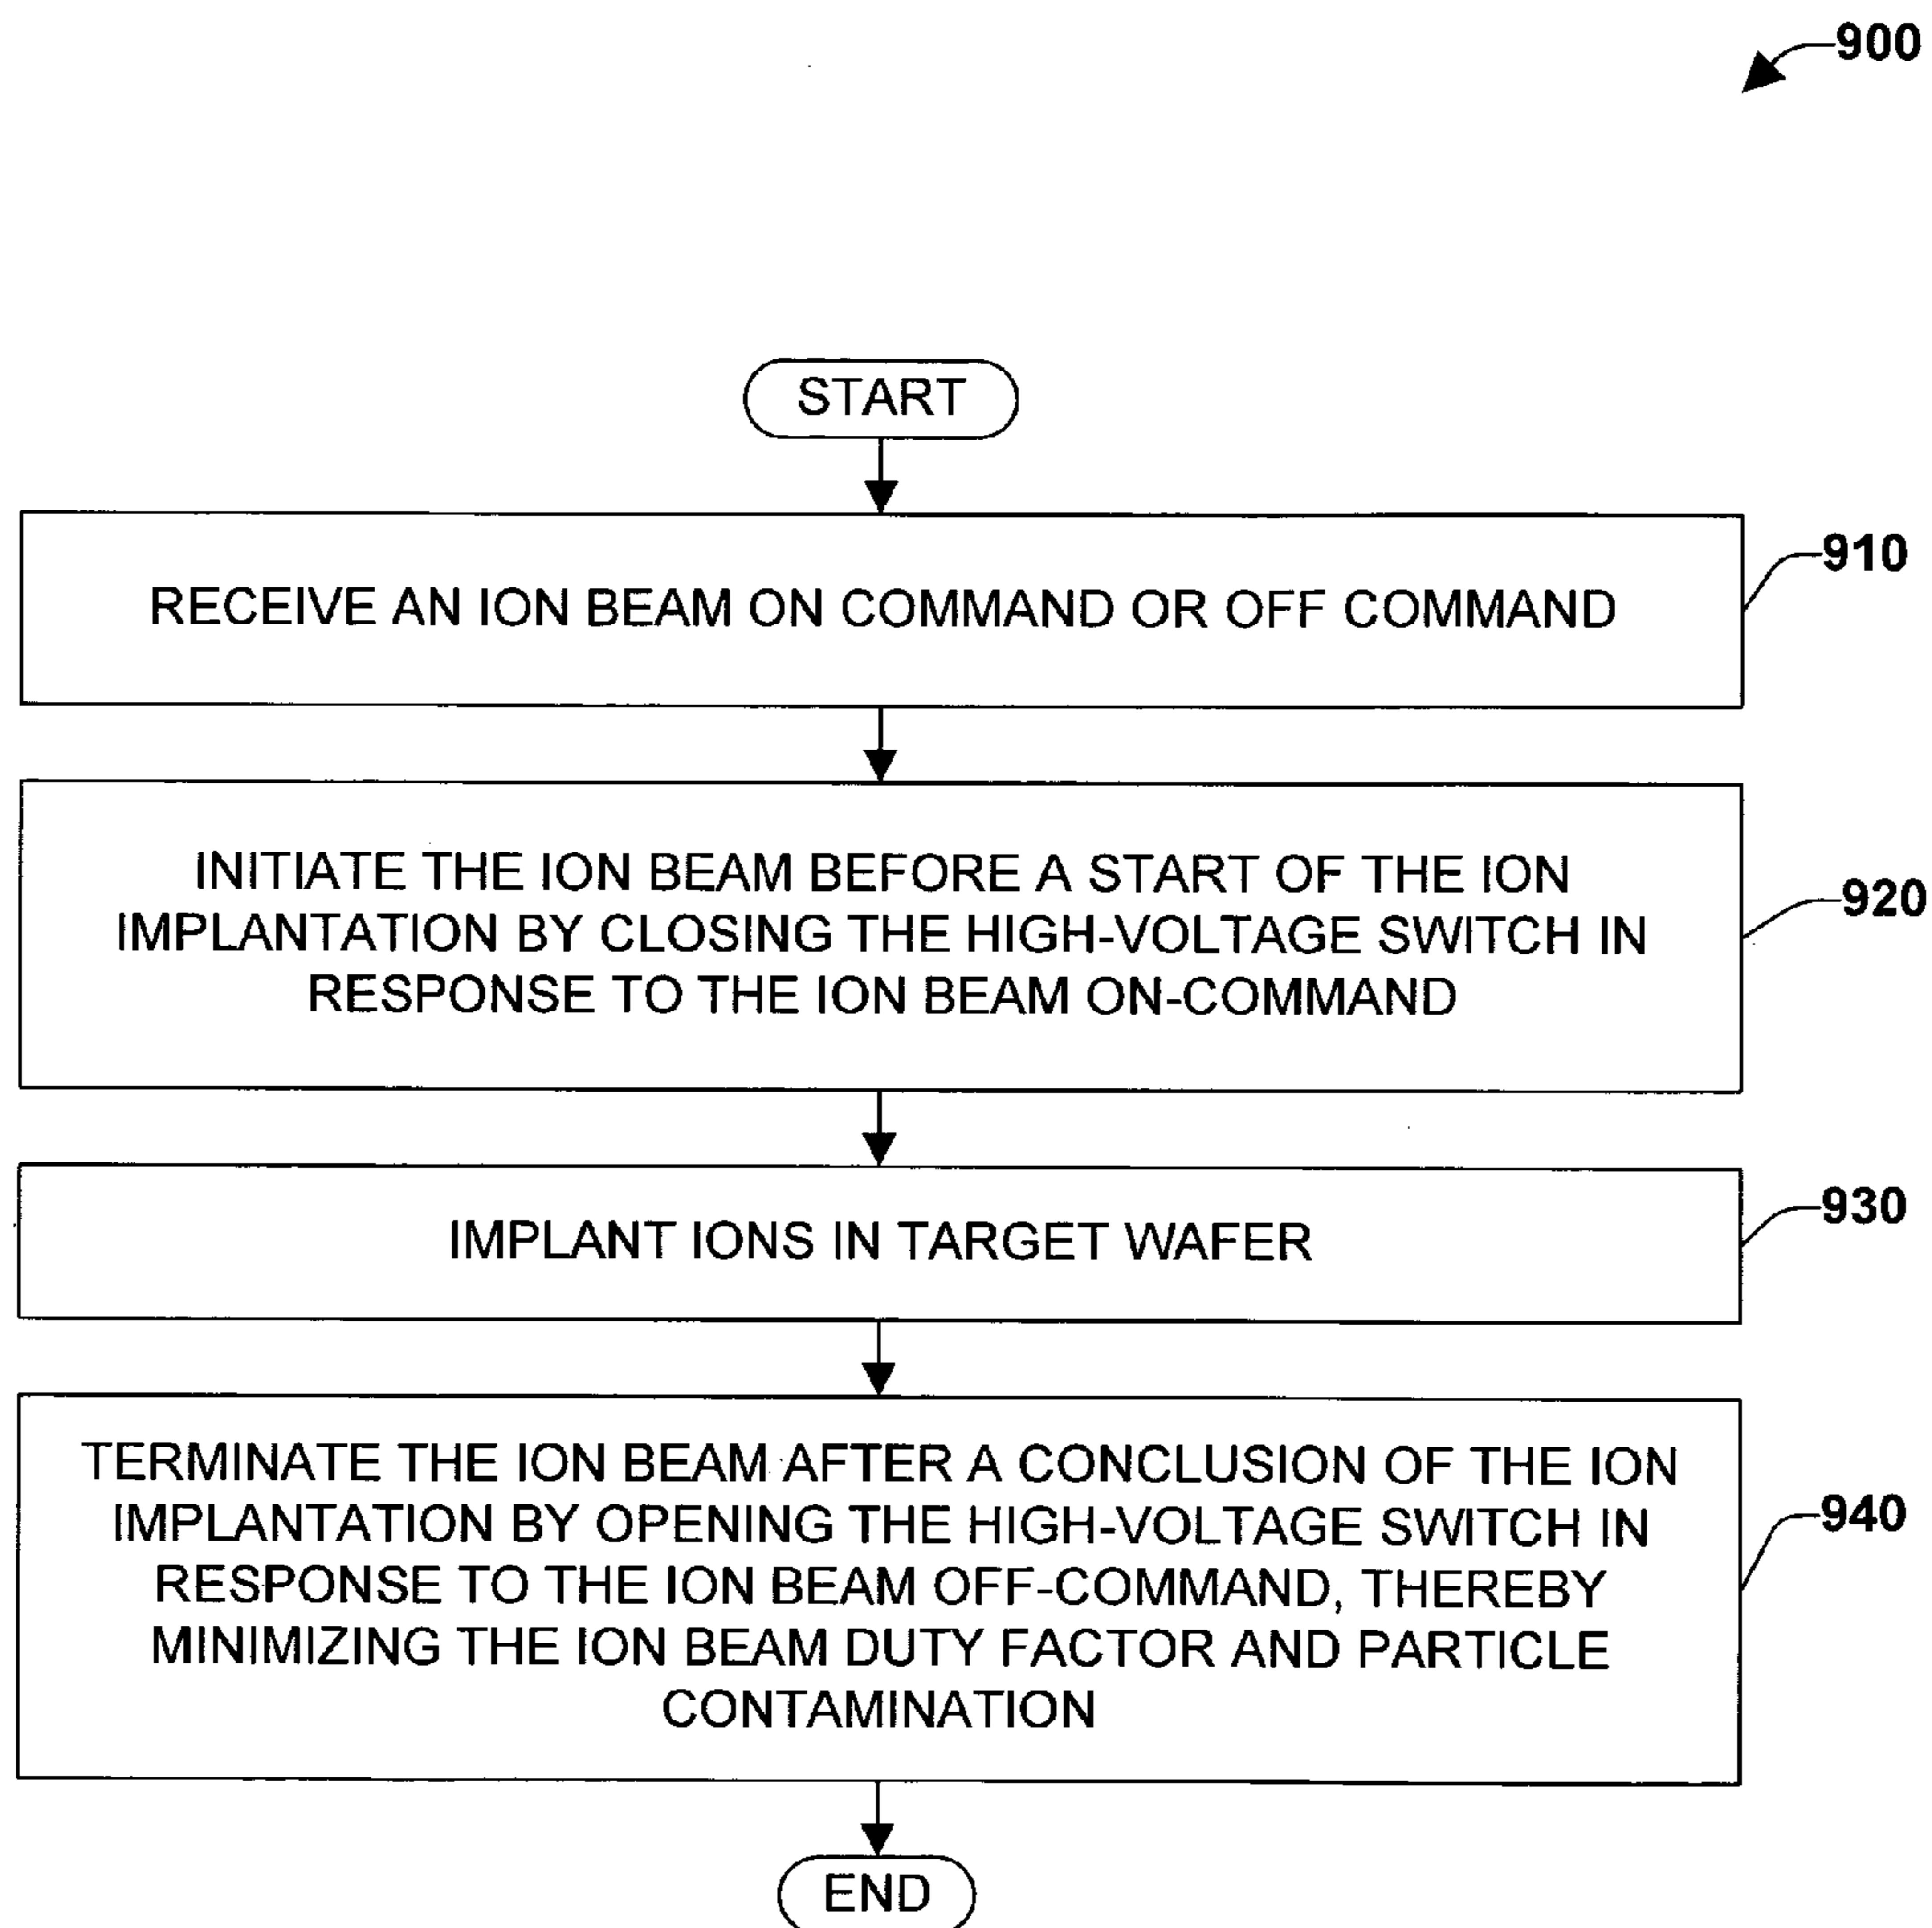 900
START
RECEIVE AN ION BEAM ON COMMAND OR OFF COMMAND
910
INITIATE THE ION BEAM BEFORE A START OF THE ION
IMPLANTATION BY CLOSING THE HIGH-VOLTAGE SWITCH IN
RESPONSE TO THE ION BEAM ON-COMMAND
920
IMPLANT IONS IN TARGET WAFER
930
TERMINATE THE ION BEAM AFTER A CONCLUSION OF THE ION
IMPLANTATION BY OPENING THE HIGH-VOLTAGE SWITCH IN
RESPONSE TO THE ION BEAM OFF-COMMAND, THEREBY
MINIMIZING THE ION BEAM DUTY FACTOR AND PARTICLE
CONTAMINATION
940
END